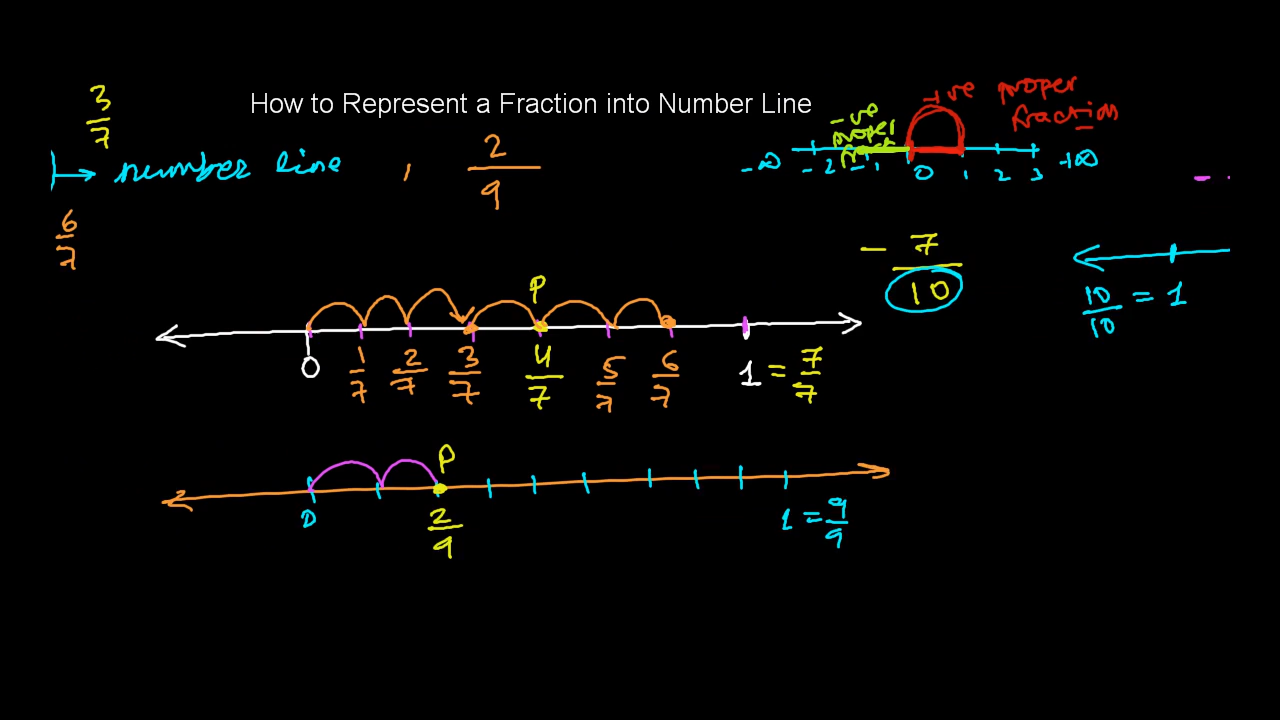 3/7
How to Represent a Fraction into Number Line
number line , 2/9
6/7
-ve proper fract
+ve proper fraction
-∞ -2 -1 0 1 2 3 +∞
- 7/10
10/10 = 1
P
0 1/7 2/7 3/7 4/7 5/7 6/7 1 = 7/7
P
0 2/9 1 = 9/9